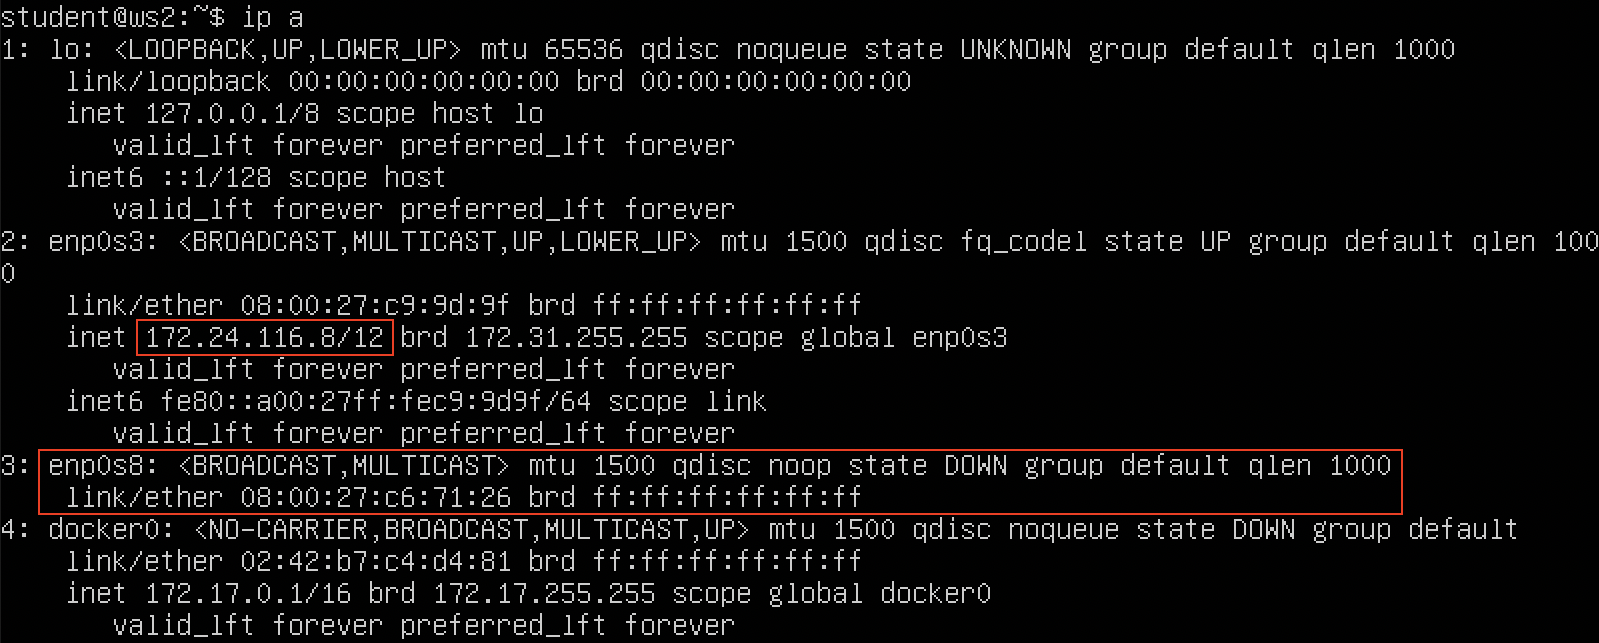 student@ws2:~$ ip a
1: lo: <LOOPBACK,UP,LOWER_UP> mtu 65536 qdisc noqueue state UNKNOWN group default qlen 1000
    link/loopback 00:00:00:00:00:00 brd 00:00:00:00:00:00
    inet 127.0.0.1/8 scope host lo
       valid_lft forever preferred_lft forever
    inet6 ::1/128 scope host
       valid_lft forever preferred_lft forever
2: enp0s3: <BROADCAST,MULTICAST,UP,LOWER_UP> mtu 1500 qdisc fq_codel state UP group default qlen 100
0
    link/ether 08:00:27:c9:9d:9f brd ff:ff:ff:ff:ff:ff
    inet 172.24.116.8/12 brd 172.31.255.255 scope global enp0s3
       valid_lft forever preferred_lft forever
    inet6 fe80::a00:27ff:fec9:9d9f/64 scope link
       valid_lft forever preferred_lft forever
3: enp0s8: <BROADCAST,MULTICAST> mtu 1500 qdisc noop state DOWN group default qlen 1000
    link/ether 08:00:27:c6:71:26 brd ff:ff:ff:ff:ff:ff
4: docker0: <NO-CARRIER,BROADCAST,MULTICAST,UP> mtu 1500 qdisc noqueue state DOWN group default
    link/ether 02:42:b7:c4:d4:81 brd ff:ff:ff:ff:ff:ff
    inet 172.17.0.1/16 brd 172.17.255.255 scope global docker0
       valid_lft forever preferred_lft forever